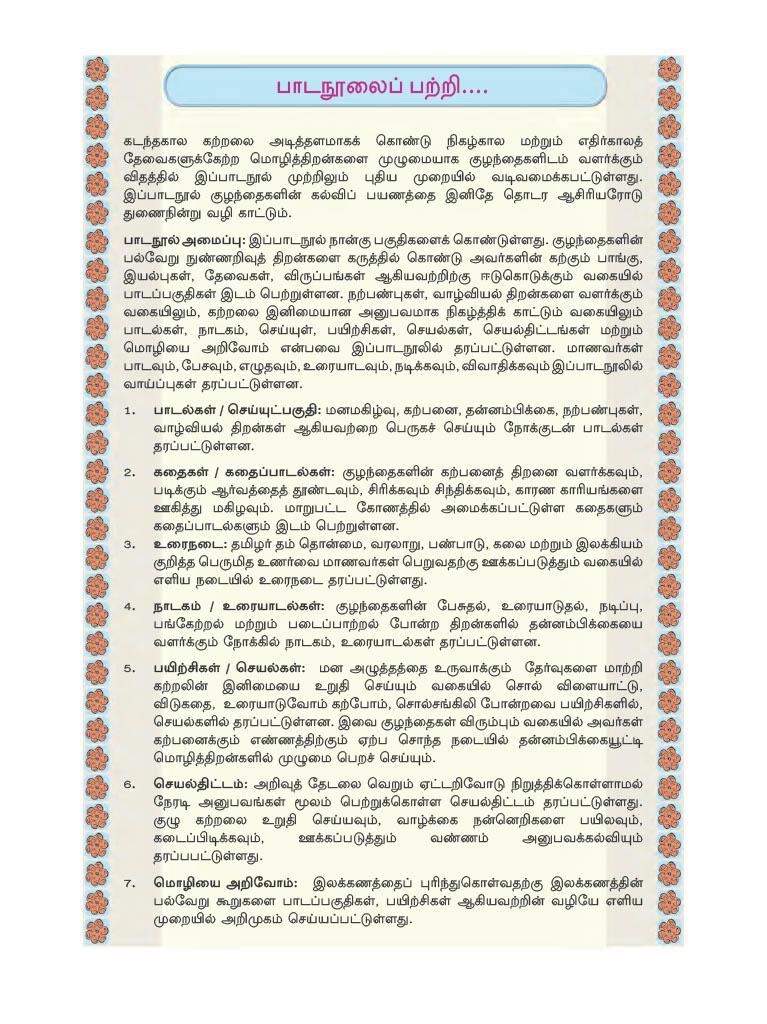 பாடநூலைப் பற்றி....
கடந்தகால கற்றலை அடித்தளமாகக் கொண்டு நிகழ்கால மற்றும் எதிர்காலத்
தேவைகளுக்கேற்ற மொழித்திறன்களை முழுமையாக குழந்தைகளிடம் வளர்க்கும்
விதத்தில் இப்பாடநூல் முற்றிலும் புதிய முறையில் வடிவமைக்கபட்டுள்ளது.
இப்பாடநூல் குழந்தைகளின் கல்விப் பயணத்தை இனிதே தொடர ஆசிரியரோடு
துணைநின்று வழி காட்டும்.
பாடநூல் அமைப்பு: இப்பாடநூல் நான்கு பகுதிகளைக் கொண்டுள்ளது. குழந்தைகளின்
பல்வேறு நுண்ணறிவுத் திறன்களை கருத்தில் கொண்டு அவர்களின் கற்கும் பாங்கு,
இயல்புகள், தேவைகள், விருப்பங்கள் ஆகியவற்றிற்கு ஈடுகொடுக்கும் வகையில்
பாடப்பகுதிகள் இடம் பெற்றுள்ளன. நற்பண்புகள், வாழ்வியல் திறன்களை வளர்க்கும்
வகையிலும், கற்றலை இனிமையான அனுபவமாக நிகழ்த்திக் காட்டும் வகையிலும்
பாடல்கள், நாடகம், செய்யுள், பயிற்சிகள், செயல்கள், செயல்திட்டங்கள் மற்றும்
மொழியை அறிவோம் என்பவை இப்பாடநூலில் தரப்பட்டுள்ளன. மாணவர்கள்
பாடவும், பேசவும், எழுதவும், உரையாடவும், நடிக்கவும், விவாதிக்கவும் இப்பாடநூலில்
வாய்ப்புகள் தரப்பட்டுள்ளன.
1. பாடல்கள் / செய்யுட்பகுதி: மனமகிழ்வு, கற்பனை, தன்னம்பிக்கை, நற்பண்புகள்,
வாழ்வியல் திறன்கள் ஆகியவற்றை பெருகச் செய்யும் நோக்குடன் பாடல்கள்
தரப்பட்டுள்ளன.
2. கதைகள் / கதைப்பாடல்கள்: குழந்தைகளின் கற்பனைத் திறனை வளர்க்கவும்,
படிக்கும் ஆர்வத்தைத் தூண்டவும், சிரிக்கவும் சிந்திக்கவும், காரண காரியங்களை
ஊகித்து மகிழவும். மாறுபட்ட கோணத்தில் அமைக்கப்பட்டுள்ள கதைகளும்
கதைப்பாடல்களும் இடம் பெற்றுள்ளன.
3. உரைநடை: தமிழர் தம் தொன்மை, வரலாறு, பண்பாடு, கலை மற்றும் இலக்கியம்
குறித்த பெருமித உணர்வை மாணவர்கள் பெறுவதற்கு ஊக்கப்படுத்தும் வகையில்
எளிய நடையில் உரைநடை தரப்பட்டுள்ளது.
4. நாடகம் / உரையாடல்கள்: குழந்தைகளின் பேசுதல், உரையாடுதல், நடிப்பு,
பங்கேற்றல் மற்றும் படைப்பாற்றல் போன்ற திறன்களில் தன்னம்பிக்கையை
வளர்க்கும் நோக்கில் நாடகம், உரையாடல்கள் தரப்பட்டுள்ளன.
5. பயிற்சிகள் / செயல்கள்: மன அழுத்தத்தை உருவாக்கும் தேர்வுகளை மாற்றி
கற்றலின் இனிமையை உறுதி செய்யும் வகையில் சொல் விளையாட்டு,
விடுகதை, உரையாடுவோம் கற்போம், சொல்சங்கிலி போன்றவை பயிற்சிகளில்,
செயல்களில் தரப்பட்டுள்ளன. இவை குழந்தைகள் விரும்பும் வகையில் அவர்கள்
கற்பனைக்கும் எண்ணத்திற்கும் ஏற்ப சொந்த நடையில் தன்னம்பிக்கையூட்டி
மொழித்திறன்களில் முழுமை பெறச் செய்யும்.
6. செயல்திட்டம்: அறிவுத் தேடலை வெறும் ஏட்டறிவோடு நிறுத்திக்கொள்ளாமல்
நேரடி அனுபவங்கள் மூலம் பெற்றுக்கொள்ள செயல்திட்டம் தரப்பட்டுள்ளது.
குழு கற்றலை உறுதி செய்யவும், வாழ்க்கை நன்னெறிகளை பயிலவும்,
கடைப்பிடிக்கவும், ஊக்கப்படுத்தும் வண்ணம் அனுபவக்கல்வியும்
தரப்பபட்டுள்ளது.
7. மொழியை அறிவோம்: இலக்கணத்தைப் புரிந்துகொள்வதற்கு இலக்கணத்தின்
பல்வேறு கூறுகளை பாடப்பகுதிகள், பயிற்சிகள் ஆகியவற்றின் வழியே எளிய
முறையில் அறிமுகம் செய்யப்பட்டுள்ளது.